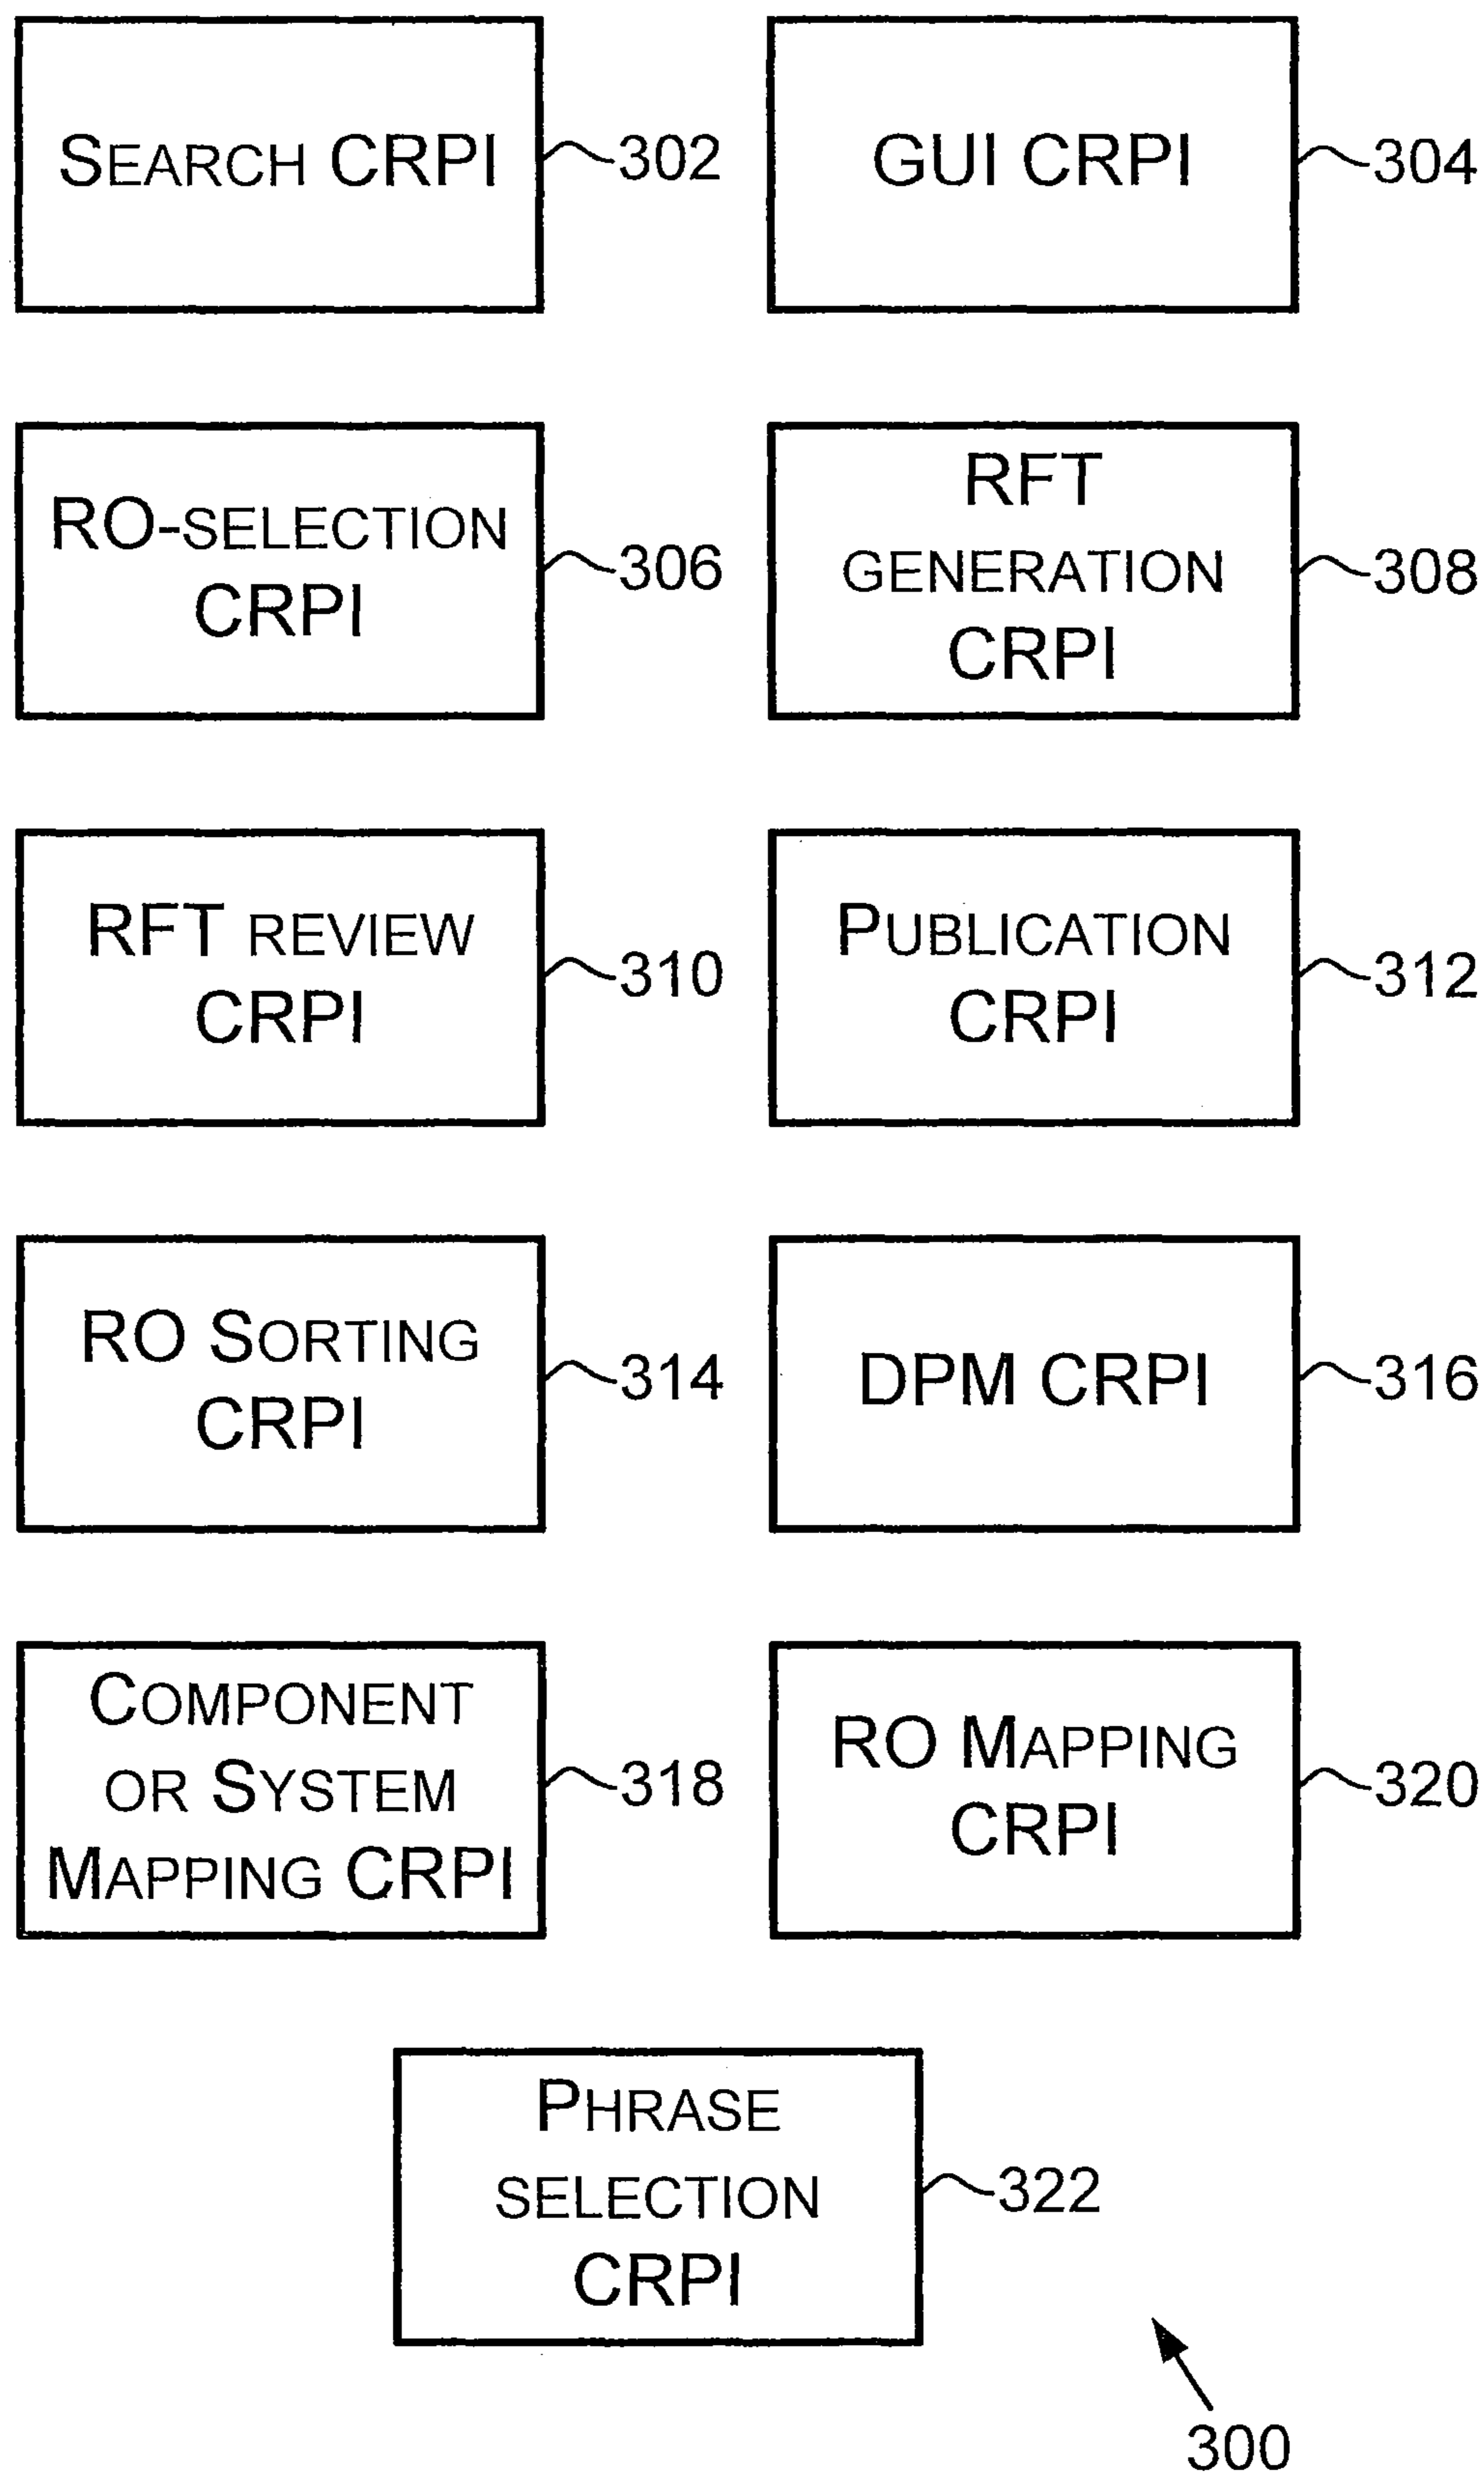 SEARCH CRPI
302
GUI CRPI
304
RO-SELECTION
CRPI
306
RFT
GENERATION
CRPI
308
RFT REVIEW
CRPI
310
PUBLICATION
CRPI
312
RO SORTING
CRPI
314
DPM CRPI
316
COMPONENT
OR SYSTEM
MAPPING CRPI
318
RO MAPPING
CRPI
320
PHRASE
SELECTION
CRPI
322
300